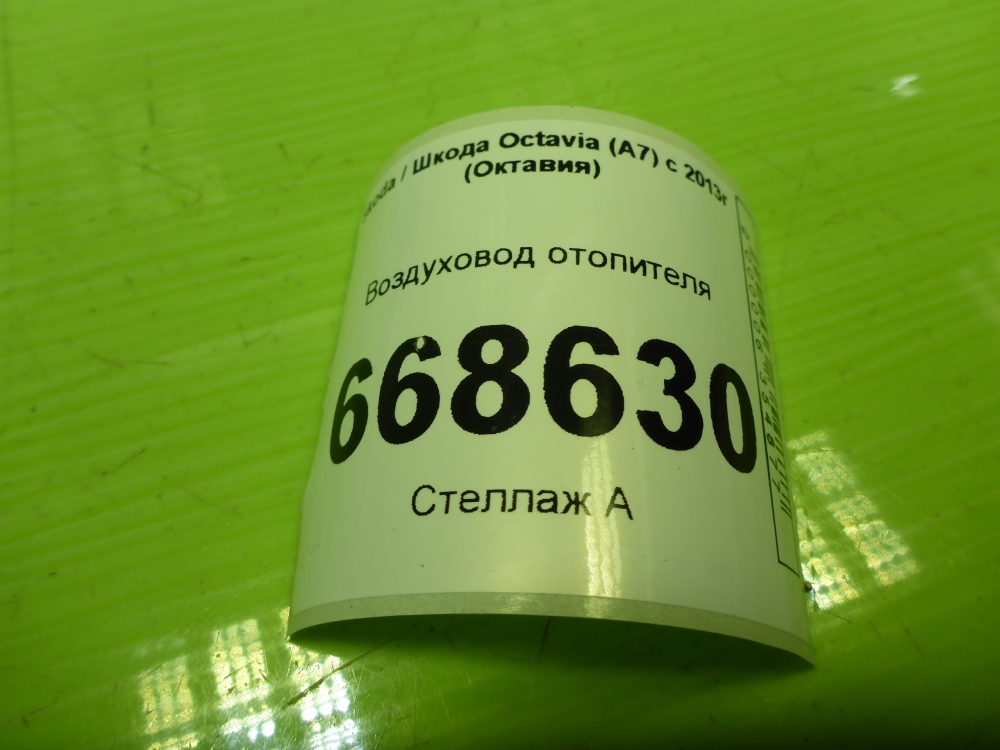 / Шкода Octavia (A7) с 2013г
(Октавия)
Воздуховод отопителя
668630
Стеллаж А